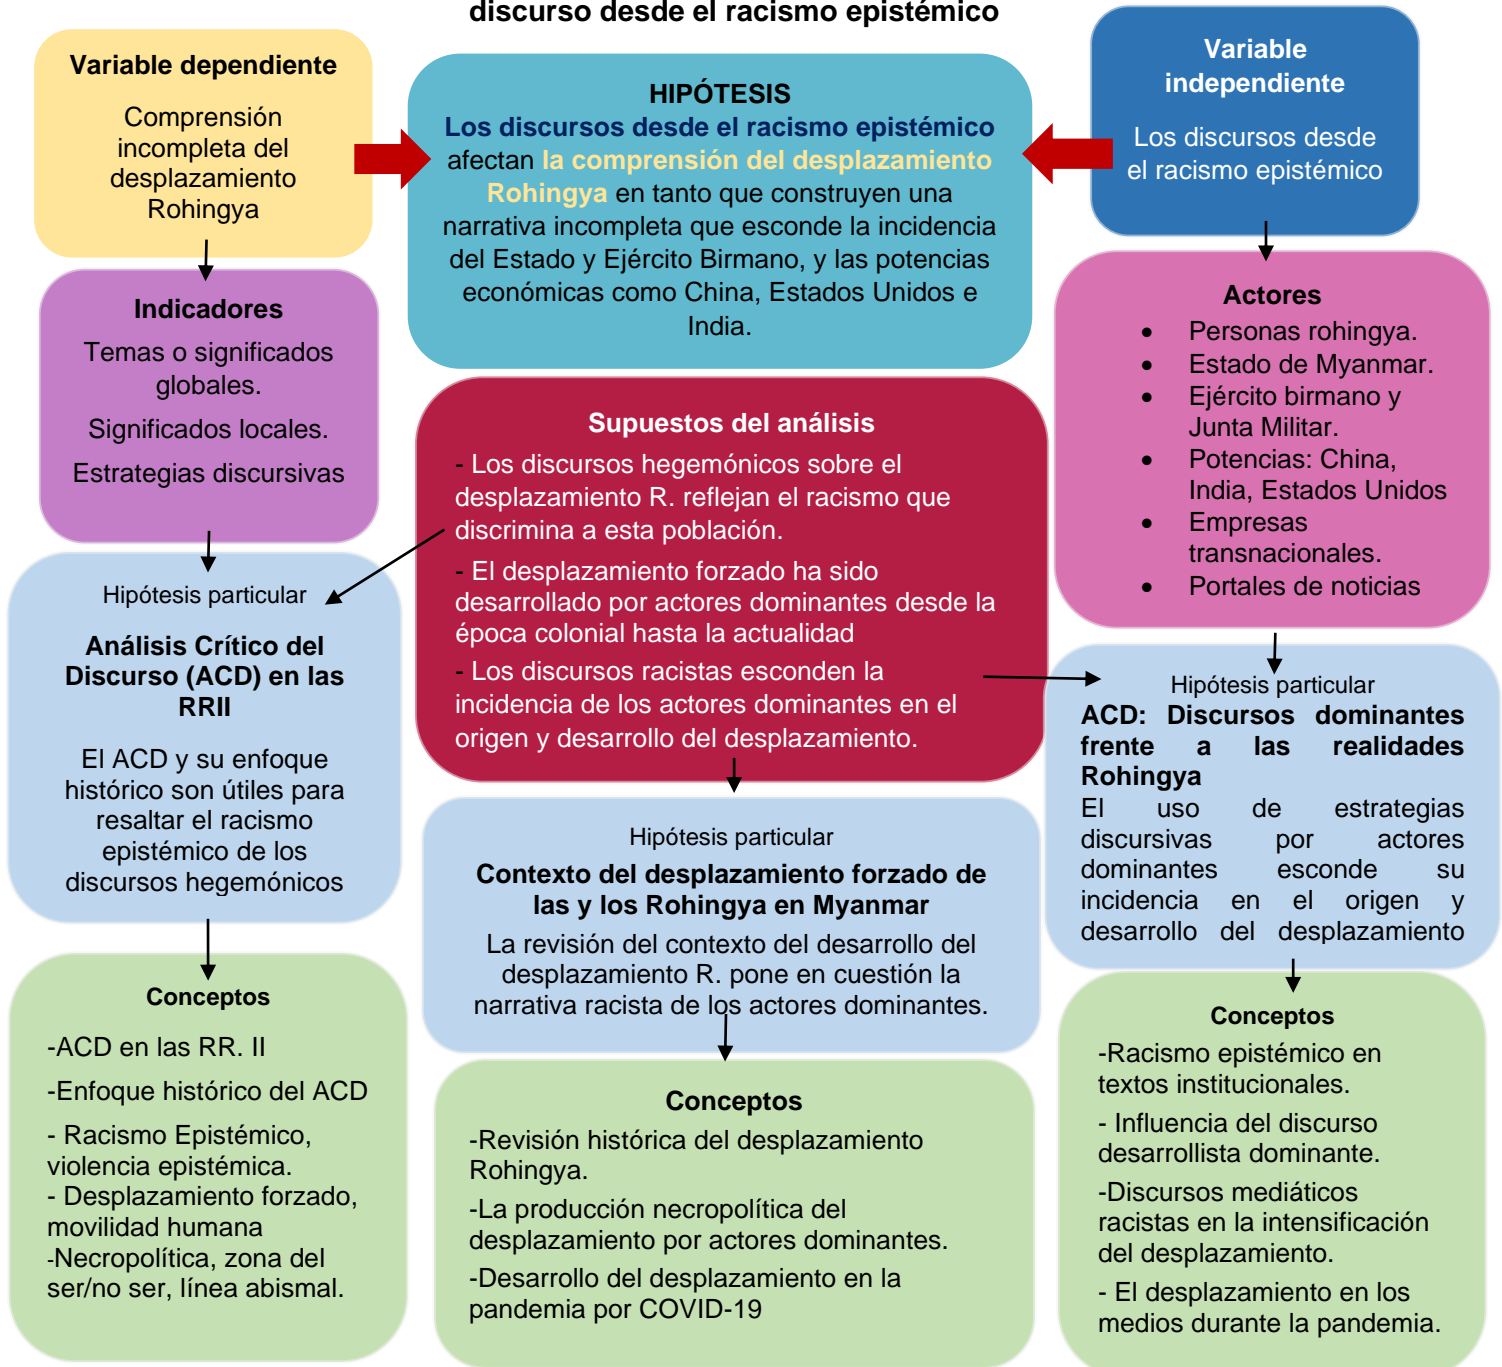 discurso desde el racismo epistémico
Variable dependiente
Comprensión
incompleta del
desplazamiento
Rohingya
HIPÓTESIS
Los discursos desde el racismo epistémico
afectan la comprensión del desplazamiento
Rohingya en tanto que construyen una
narrativa incompleta que esconde la incidencia
del Estado y Ejército Birmano, y las potencias
económicas como China, Estados Unidos e
India.
Variable
independiente
Los discursos desde
el racismo epistémico
Indicadores
Temas o significados
globales.
Significados locales.
Estrategias discursivas
Supuestos del análisis
- Los discursos hegemónicos sobre el
desplazamiento R. reflejan el racismo que
discrimina a esta población.
- El desplazamiento forzado ha sido
desarrollado por actores dominantes desde la
época colonial hasta la actualidad
- Los discursos racistas esconden la
incidencia de los actores dominantes en el
origen y desarrollo del desplazamiento.
Actores
• Personas rohingya.
• Estado de Myanmar.
• Ejército birmano y
Junta Militar.
• Potencias: China,
India, Estados Unidos
• Empresas
transnacionales.
• Portales de noticias
Hipótesis particular
Análisis Crítico del
Discurso (ACD) en las
RRII
El ACD y su enfoque
histórico son útiles para
resaltar el racismo
epistémico de los
discursos hegemónicos
Hipótesis particular
Contexto del desplazamiento forzado de
las y los Rohingya en Myanmar
La revisión del contexto del desarrollo del
desplazamiento R. pone en cuestión la
narrativa racista de los actores dominantes.
Hipótesis particular
ACD: Discursos dominantes
frente a las realidades
Rohingya
El uso de estrategias
discursivas por actores
dominantes esconde su
incidencia en el origen y
desarrollo del desplazamiento
Conceptos
-ACD en las RR. II
-Enfoque histórico del ACD
- Racismo Epistémico,
violencia epistémica.
- Desplazamiento forzado,
movilidad humana
-Necropolítica, zona del
ser/no ser, línea abismal.
Conceptos
-Revisión histórica del desplazamiento
Rohingya.
-La producción necropolítica del
desplazamiento por actores dominantes.
-Desarrollo del desplazamiento en la
pandemia por COVID-19
Conceptos
-Racismo epistémico en
textos institucionales.
- Influencia del discurso
desarrollista dominante.
-Discursos mediáticos
racistas en la intensificación
del desplazamiento.
- El desplazamiento en los
medios durante la pandemia.